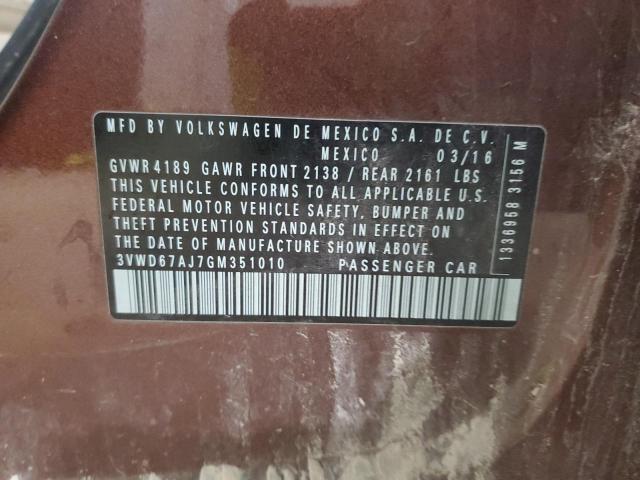 MFD BY VOLKSWAGEN DE MEXICO S.A. DE C.V.
MEXICO 03/16
GVWR 4189 GAWR FRONT 2138 / REAR 2161 LBS
THIS VEHICLE CONFORMS TO ALL APPLICABLE U.S.
FEDERAL MOTOR VEHICLE SAFETY, BUMPER AND
THEFT PREVENTION STANDARDS IN EFFECT ON
THE DATE OF MANUFACTURE SHOWN ABOVE.
3VWD67AJ7GM351010 PASSENGER CAR
1336968 3156 M